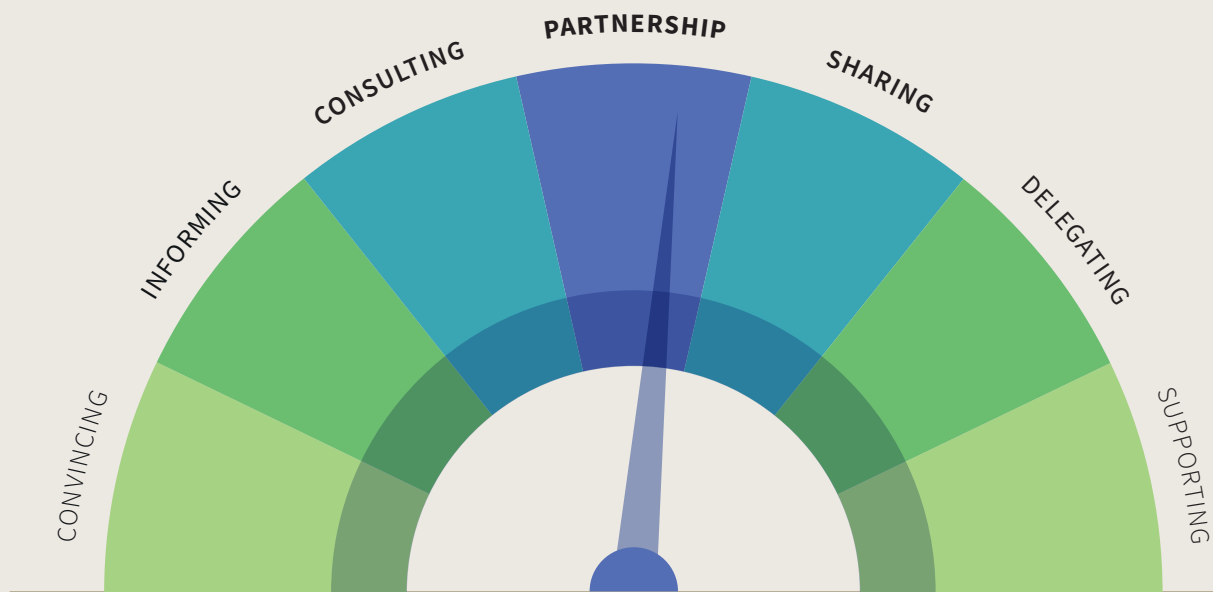 CONVINCING
INFORMING
CONSULTING
PARTNERSHIP
SHARING
DELEGATING
SUPPORTING